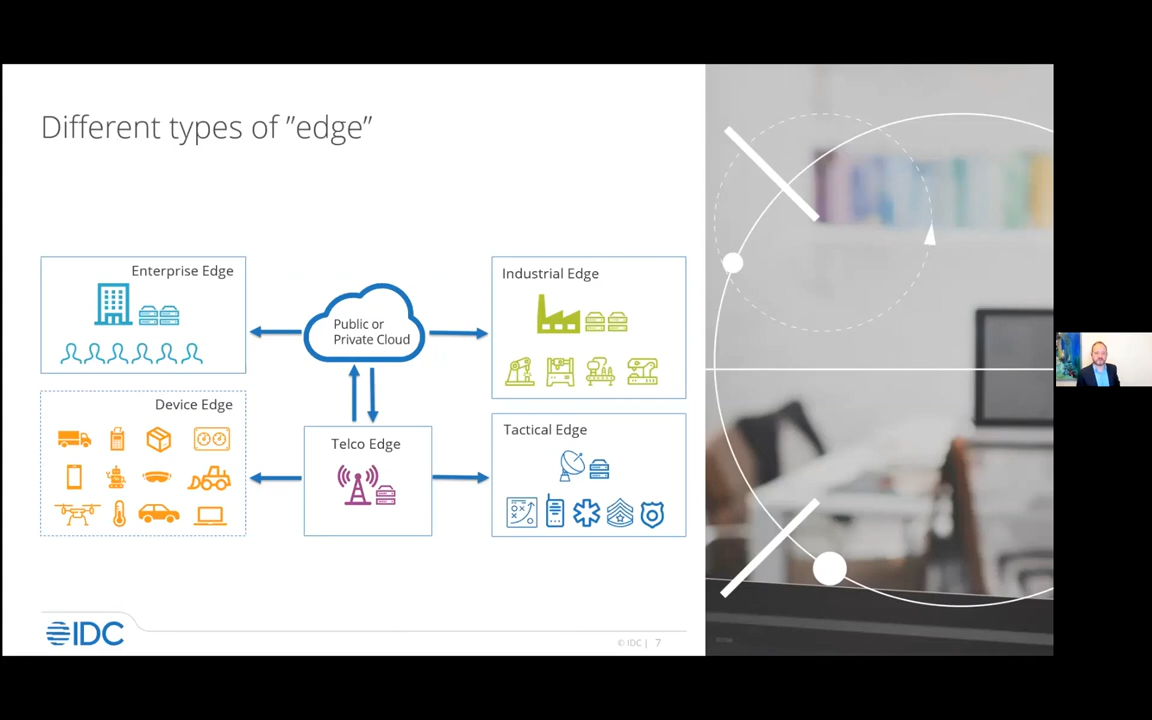 Different types of ”edge”
Enterprise Edge
Public or
Private Cloud
Industrial Edge
Device Edge
Telco Edge
Tactical Edge
IDC
© IDC | 7